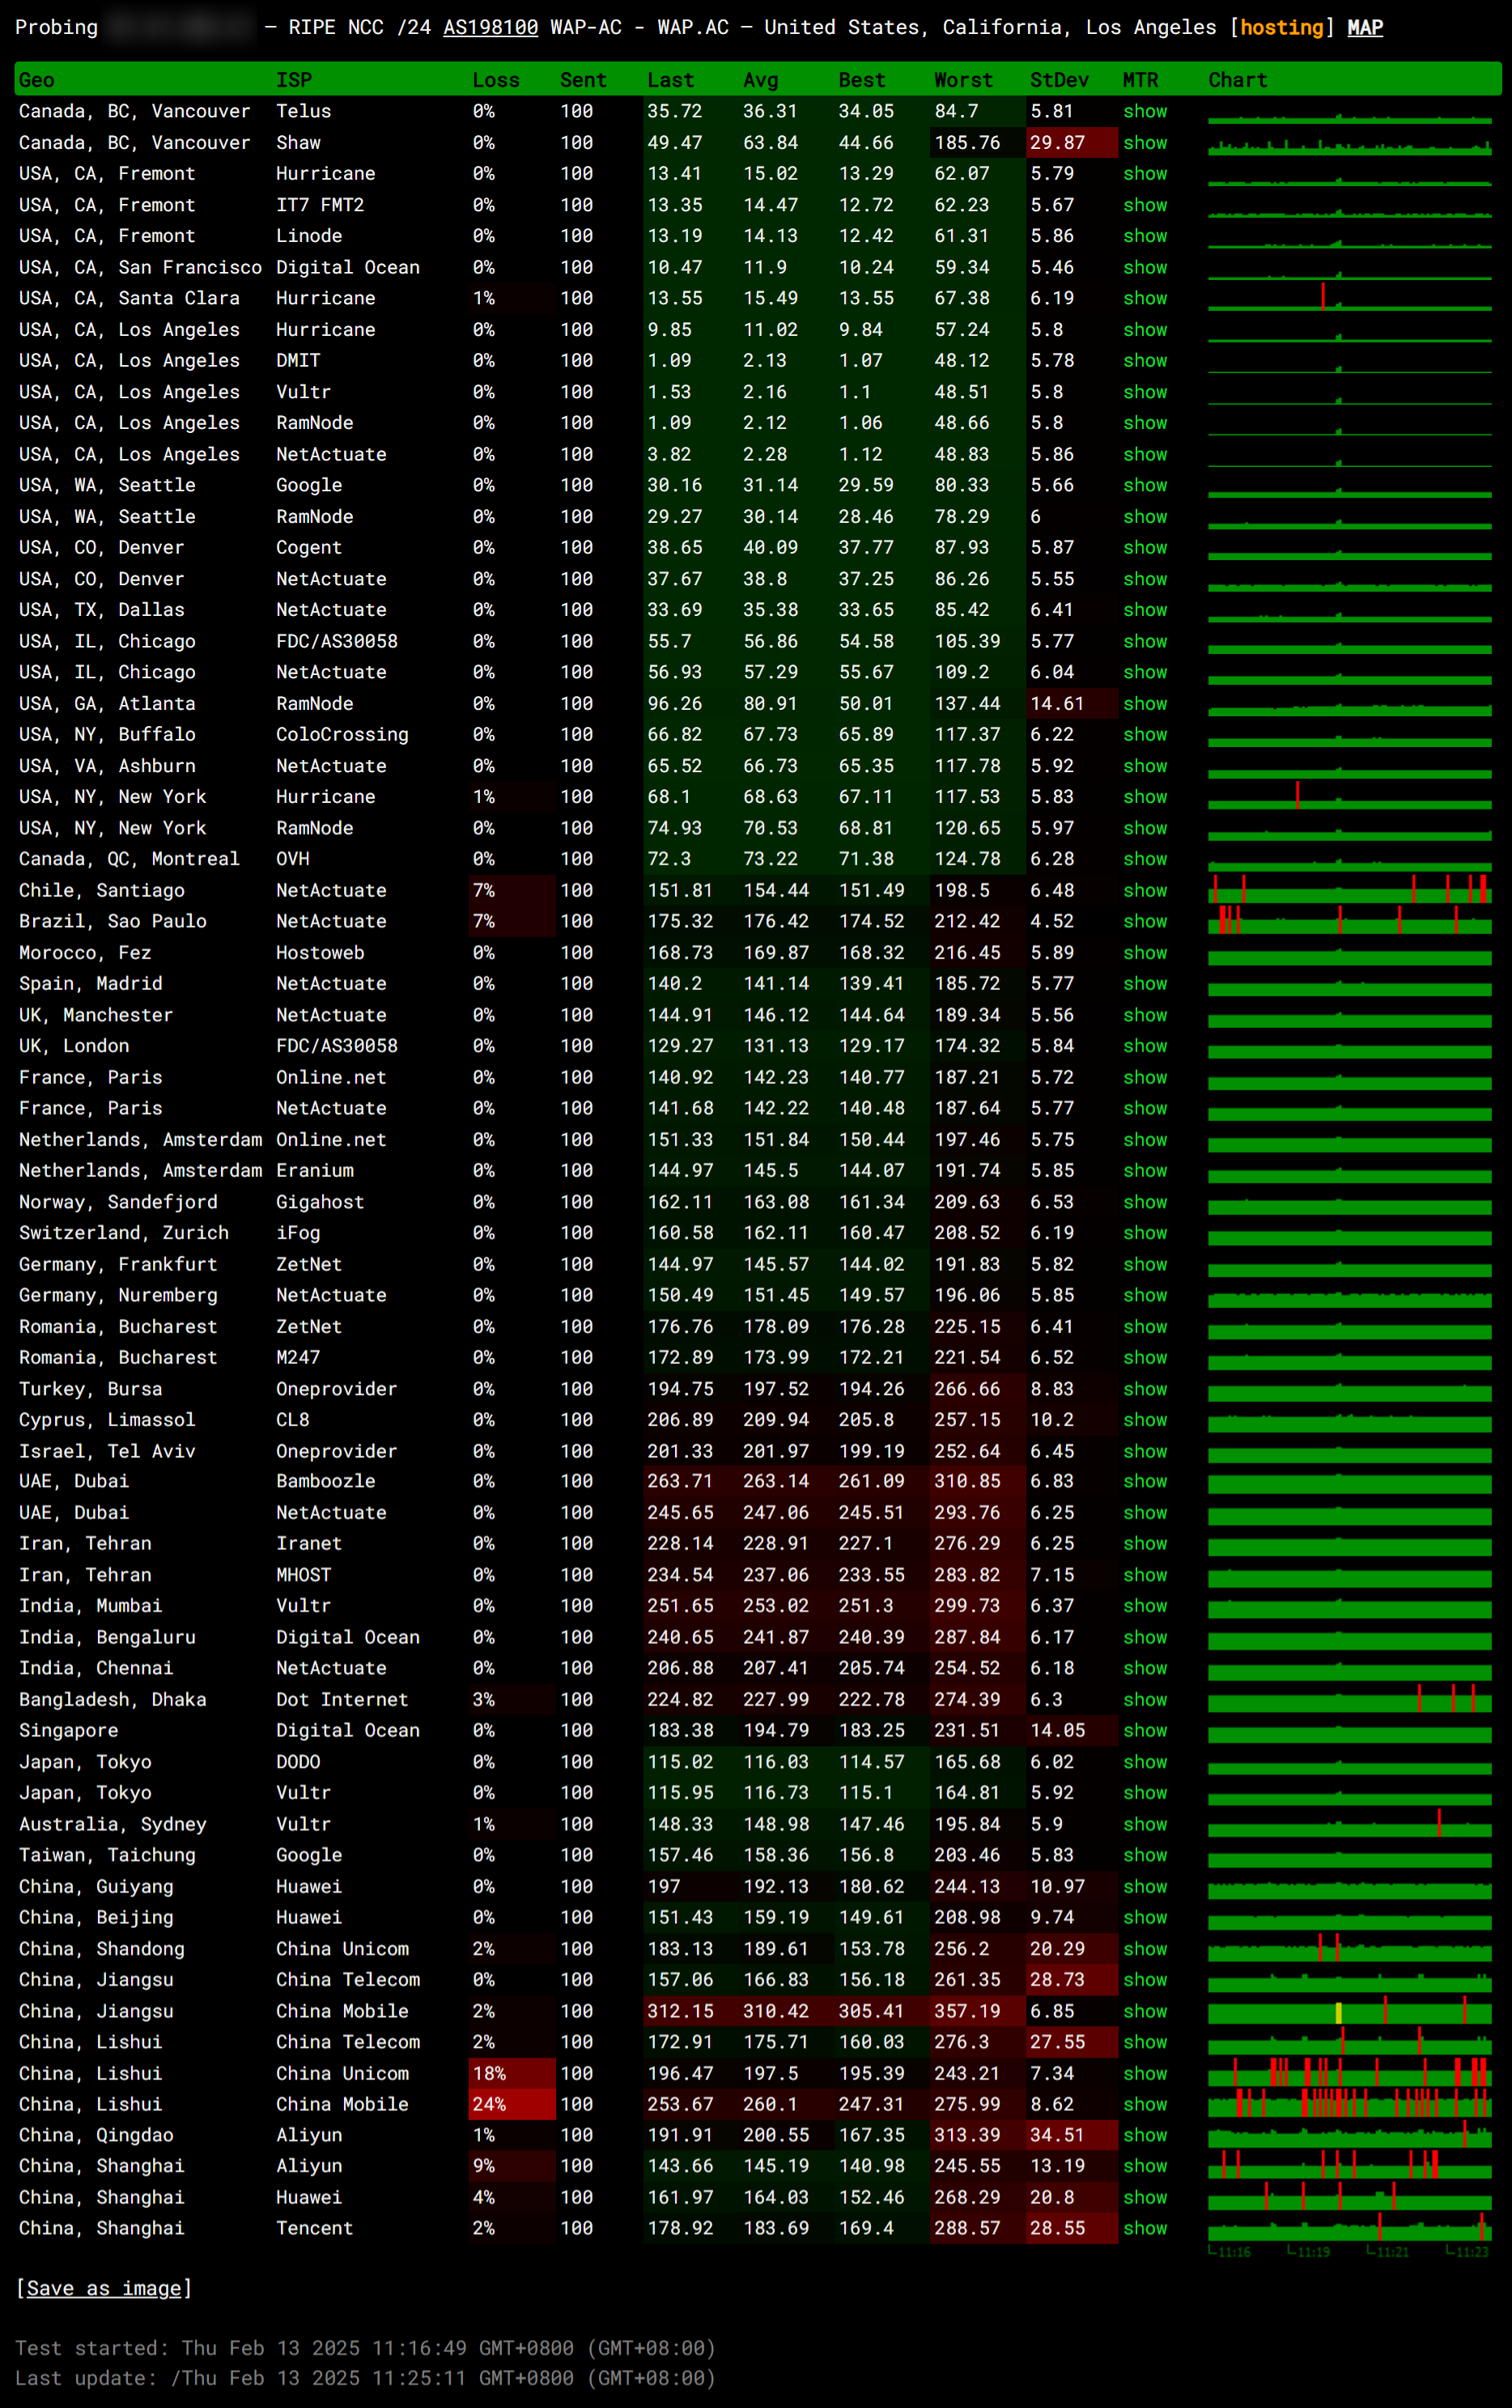 Probing — RIPE NCC /24 AS198100 WAP-AC - WAP.AC — United States, California, Los Angeles [hosting] MAP
Geo ISP Loss Sent Last Avg Best Worst StDev MTR Chart
Canada, BC, Vancouver Telus 0% 100 35.72 36.31 34.05 84.7 5.81 show
Canada, BC, Vancouver Shaw 0% 100 49.47 63.84 44.66 185.76 29.87 show
USA, CA, Fremont Hurricane 0% 100 13.41 15.02 13.29 62.07 5.79 show
USA, CA, Fremont IT7 FMT2 0% 100 13.35 14.47 12.72 62.23 5.67 show
USA, CA, Fremont Linode 0% 100 13.19 14.13 12.42 61.31 5.86 show
USA, CA, San Francisco Digital Ocean 0% 100 10.47 11.9 10.24 59.34 5.46 show
USA, CA, Santa Clara Hurricane 1% 100 13.55 15.49 13.55 67.38 6.19 show
USA, CA, Los Angeles Hurricane 0% 100 9.85 11.02 9.84 57.24 5.8 show
USA, CA, Los Angeles DMIT 0% 100 1.09 2.13 1.07 48.12 5.78 show
USA, CA, Los Angeles Vultr 0% 100 1.53 2.16 1.1 48.51 5.8 show
USA, CA, Los Angeles RamNode 0% 100 1.09 2.12 1.06 48.66 5.8 show
USA, CA, Los Angeles NetActuate 0% 100 3.82 2.28 1.12 48.83 5.86 show
USA, WA, Seattle Google 0% 100 30.16 31.14 29.59 80.33 5.66 show
USA, WA, Seattle RamNode 0% 100 29.27 30.14 28.46 78.29 6 show
USA, CO, Denver Cogent 0% 100 38.65 40.09 37.77 87.93 5.87 show
USA, CO, Denver NetActuate 0% 100 37.67 38.8 37.25 86.26 5.55 show
USA, TX, Dallas NetActuate 0% 100 33.69 35.38 33.65 85.42 6.41 show
USA, IL, Chicago FDC/AS30058 0% 100 55.7 56.86 54.58 105.39 5.77 show
USA, IL, Chicago NetActuate 0% 100 56.93 57.29 55.67 109.2 6.04 show
USA, GA, Atlanta RamNode 0% 100 96.26 80.91 50.01 137.44 14.61 show
USA, NY, Buffalo ColoCrossing 0% 100 66.82 67.73 65.89 117.37 6.22 show
USA, VA, Ashburn NetActuate 0% 100 65.52 66.73 65.35 117.78 5.92 show
USA, NY, New York Hurricane 1% 100 68.1 68.63 67.11 117.53 5.83 show
USA, NY, New York RamNode 0% 100 74.93 70.53 68.81 120.65 5.97 show
Canada, QC, Montreal OVH 0% 100 72.3 73.22 71.38 124.78 6.28 show
Chile, Santiago NetActuate 7% 100 151.81 154.44 151.49 198.5 6.48 show
Brazil, Sao Paulo NetActuate 7% 100 175.32 176.42 174.52 212.42 4.52 show
Morocco, Fez Hostoweb 0% 100 168.73 169.87 168.32 216.45 5.89 show
Spain, Madrid NetActuate 0% 100 140.2 141.14 139.41 185.72 5.77 show
UK, Manchester NetActuate 0% 100 144.91 146.12 144.64 189.34 5.56 show
UK, London FDC/AS30058 0% 100 129.27 131.13 129.17 174.32 5.84 show
France, Paris Online.net 0% 100 140.92 142.23 140.77 187.21 5.72 show
France, Paris NetActuate 0% 100 141.68 142.22 140.48 187.64 5.77 show
Netherlands, Amsterdam Online.net 0% 100 151.33 151.84 150.44 197.46 5.75 show
Netherlands, Amsterdam Eranium 0% 100 144.97 145.5 144.07 191.74 5.85 show
Norway, Sandefjord Gigahost 0% 100 162.11 163.08 161.34 209.63 6.53 show
Switzerland, Zurich iFog 0% 100 160.58 162.11 160.47 208.52 6.19 show
Germany, Frankfurt ZetNet 0% 100 144.97 145.57 144.02 191.83 5.82 show
Germany, Nuremberg NetActuate 0% 100 150.49 151.45 149.57 196.06 5.85 show
Romania, Bucharest ZetNet 0% 100 176.76 178.09 176.28 225.15 6.41 show
Romania, Bucharest M247 0% 100 172.89 173.99 172.21 221.54 6.52 show
Turkey, Bursa Oneprovider 0% 100 194.75 197.52 194.26 266.66 8.83 show
Cyprus, Limassol CL8 0% 100 206.89 209.94 205.8 257.15 10.2 show
Israel, Tel Aviv Oneprovider 0% 100 201.33 201.97 199.19 252.64 6.45 show
UAE, Dubai Bamboozle 0% 100 263.71 263.14 261.09 310.85 6.83 show
UAE, Dubai NetActuate 0% 100 245.65 247.06 245.51 293.76 6.25 show
Iran, Tehran Iranet 0% 100 228.14 228.91 227.1 276.29 6.25 show
Iran, Tehran MHOST 0% 100 234.54 237.06 233.55 283.82 7.15 show
India, Mumbai Vultr 0% 100 251.65 253.02 251.3 299.73 6.37 show
India, Bengaluru Digital Ocean 0% 100 240.65 241.87 240.39 287.84 6.17 show
India, Chennai NetActuate 0% 100 206.88 207.41 205.74 254.52 6.18 show
Bangladesh, Dhaka Dot Internet 3% 100 224.82 227.99 222.78 274.39 6.3 show
Singapore Digital Ocean 0% 100 183.38 194.79 183.25 231.51 14.05 show
Japan, Tokyo DODO 0% 100 115.02 116.03 114.57 165.68 6.02 show
Japan, Tokyo Vultr 0% 100 115.95 116.73 115.1 164.81 5.92 show
Australia, Sydney Vultr 1% 100 148.33 148.98 147.46 195.84 5.9 show
Taiwan, Taichung Google 0% 100 157.46 158.36 156.8 203.46 5.83 show
China, Guiyang Huawei 0% 100 197 192.13 180.62 244.13 10.97 show
China, Beijing Huawei 0% 100 151.43 159.19 149.61 208.98 9.74 show
China, Shandong China Unicom 2% 100 183.13 189.61 153.78 256.2 20.29 show
China, Jiangsu China Telecom 0% 100 157.06 166.83 156.18 261.35 28.73 show
China, Jiangsu China Mobile 2% 100 312.15 310.42 305.41 357.19 6.85 show
China, Lishui China Telecom 2% 100 172.91 175.71 160.03 276.3 27.55 show
China, Lishui China Unicom 18% 100 196.47 197.5 195.39 243.21 7.34 show
China, Lishui China Mobile 24% 100 253.67 260.1 247.31 275.99 8.62 show
China, Qingdao Aliyun 1% 100 191.91 200.55 167.35 313.39 34.51 show
China, Shanghai Aliyun 9% 100 143.66 145.19 140.98 245.55 13.19 show
China, Shanghai Huawei 4% 100 161.97 164.03 152.46 268.29 20.8 show
China, Shanghai Tencent 2% 100 178.92 183.69 169.4 288.57 28.55 show
11:16 11:19 11:21 11:23
[Save as image]
Test started: Thu Feb 13 2025 11:16:49 GMT+0800 (GMT+08:00)
Last update: /Thu Feb 13 2025 11:25:11 GMT+0800 (GMT+08:00)